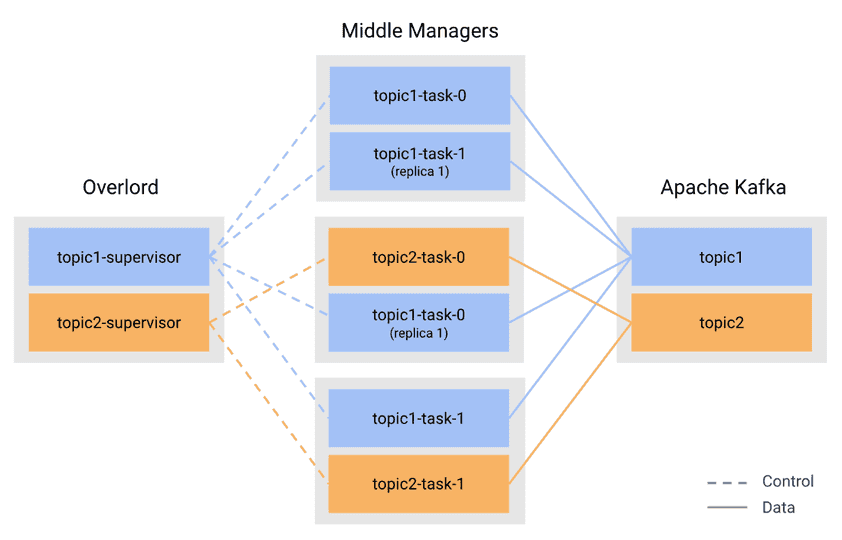 Middle Managers
topic1-task-0
topic1-task-1
(replica 1)
Overlord
topic1-supervisor
topic2-supervisor
topic2-task-0
topic1-task-0
(replica 1)
topic1-task-1
topic2-task-1
Apache Kafka
topic1
topic2
Control
Data